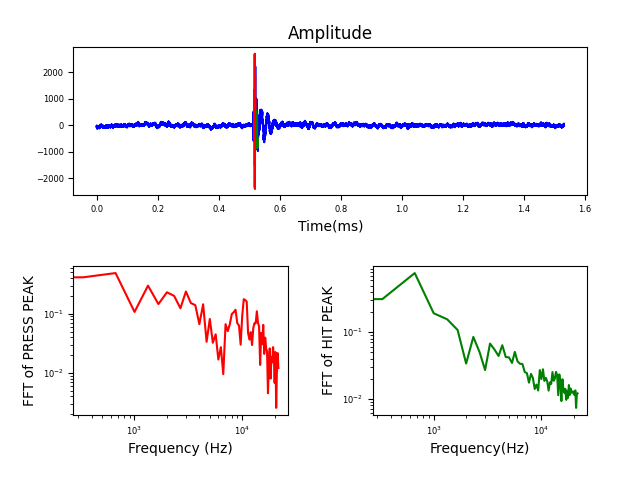 Amplitude
2000
1000
0
−1000
−2000
0.0 0.2 0.4 0.6 0.8 1.0 1.2 1.4 1.6
Time(ms)
FFT of PRESS PEAK
10⁻¹
10⁻²
10³ 10⁴
Frequency (Hz)
FFT of HIT PEAK
10⁻¹
10⁻²
10³ 10⁴
Frequency(Hz)